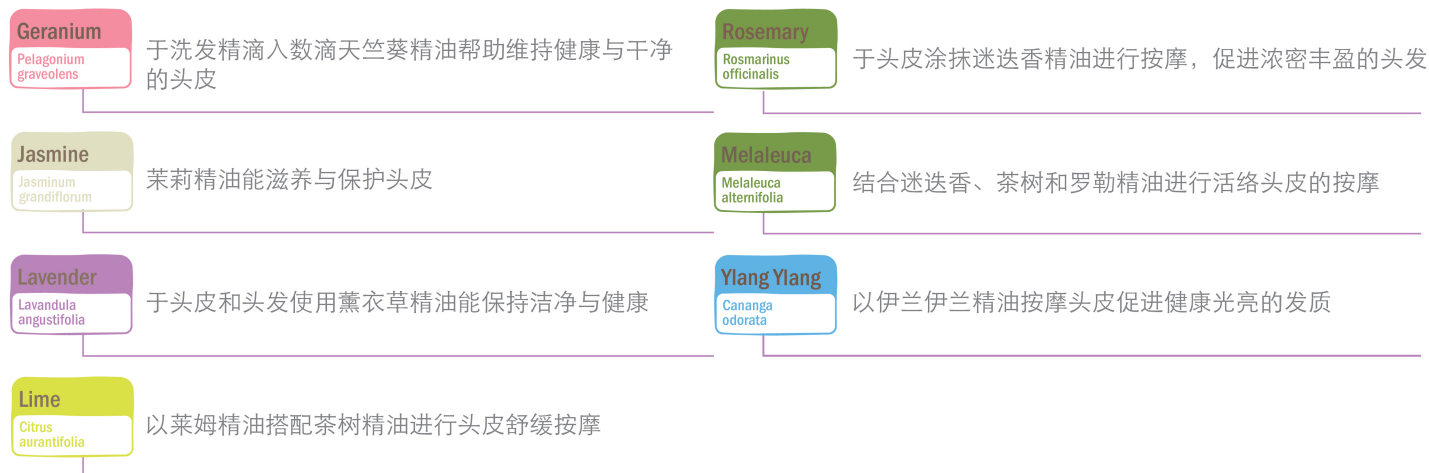 Geranium
Pelagonium
graveolens
于洗发精滴入数滴天竺葵精油帮助维持健康与干净
的头皮
Jasmine
Jasminum
grandiflorum
茉莉精油能滋养与保护头皮
Lavender
Lavandula
angustifolia
于头皮和头发使用薰衣草精油能保持洁净与健康
Lime
Citrus
aurantifolia
以莱姆精油搭配茶树精油进行头皮舒缓按摩
Rosemary
Rosmarinus
officinalis
于头皮涂抹迷迭香精油进行按摩，促进浓密丰盈的头发
Melaleuca
Melaleuca
alternifolia
结合迷迭香、茶树和罗勒精油进行活络头皮的按摩
Ylang Ylang
Cananga
odorata
以伊兰伊兰精油按摩头皮促进健康光亮的发质